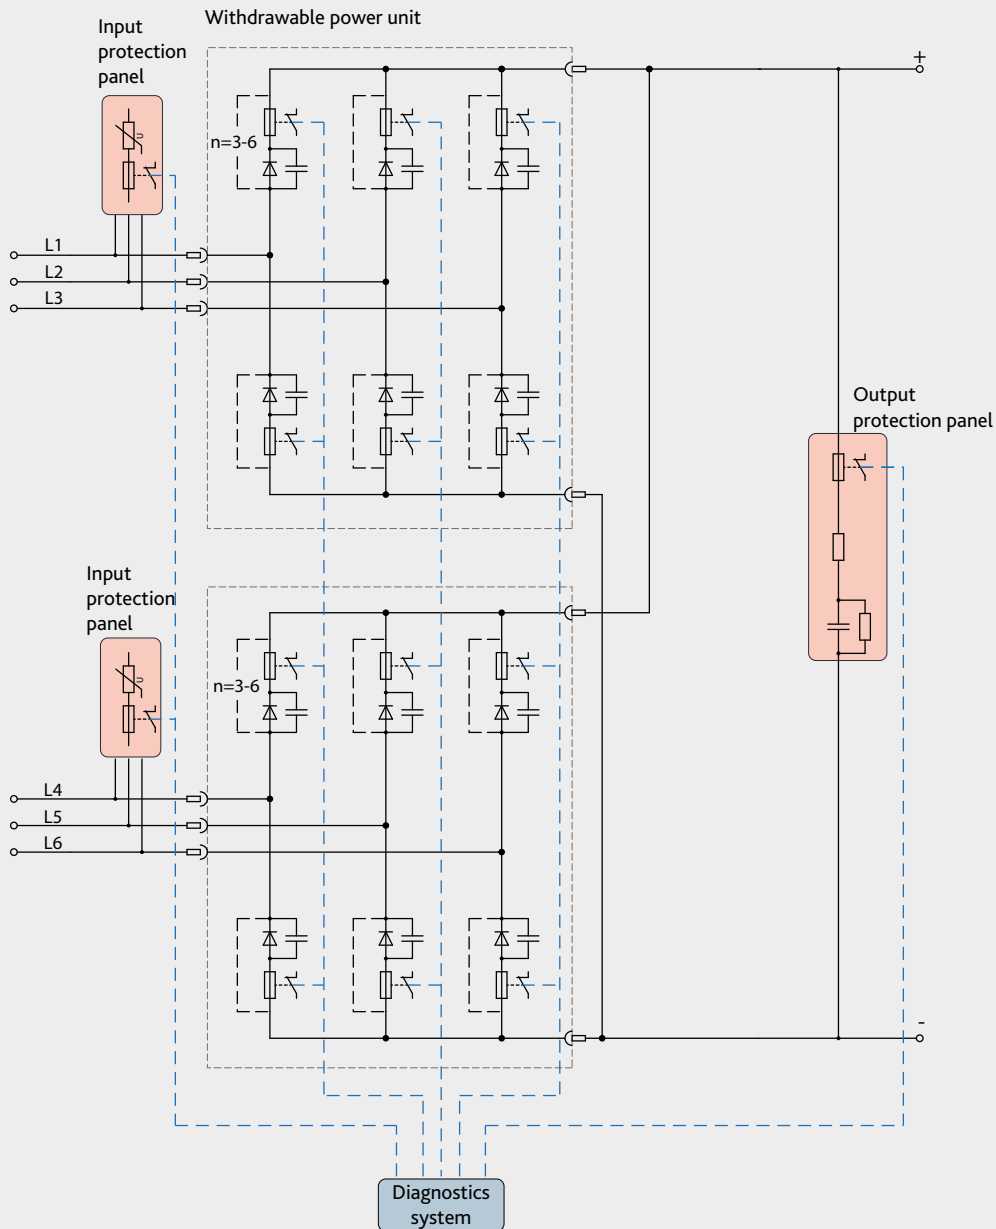 Withdrawable power unit
Input
protection
panel
+
U
n=3-6
L1
L2
L3
Output
protection panel
Input
protection
panel
U
n=3-6
L4
L5
L6
-
Diagnostics
system